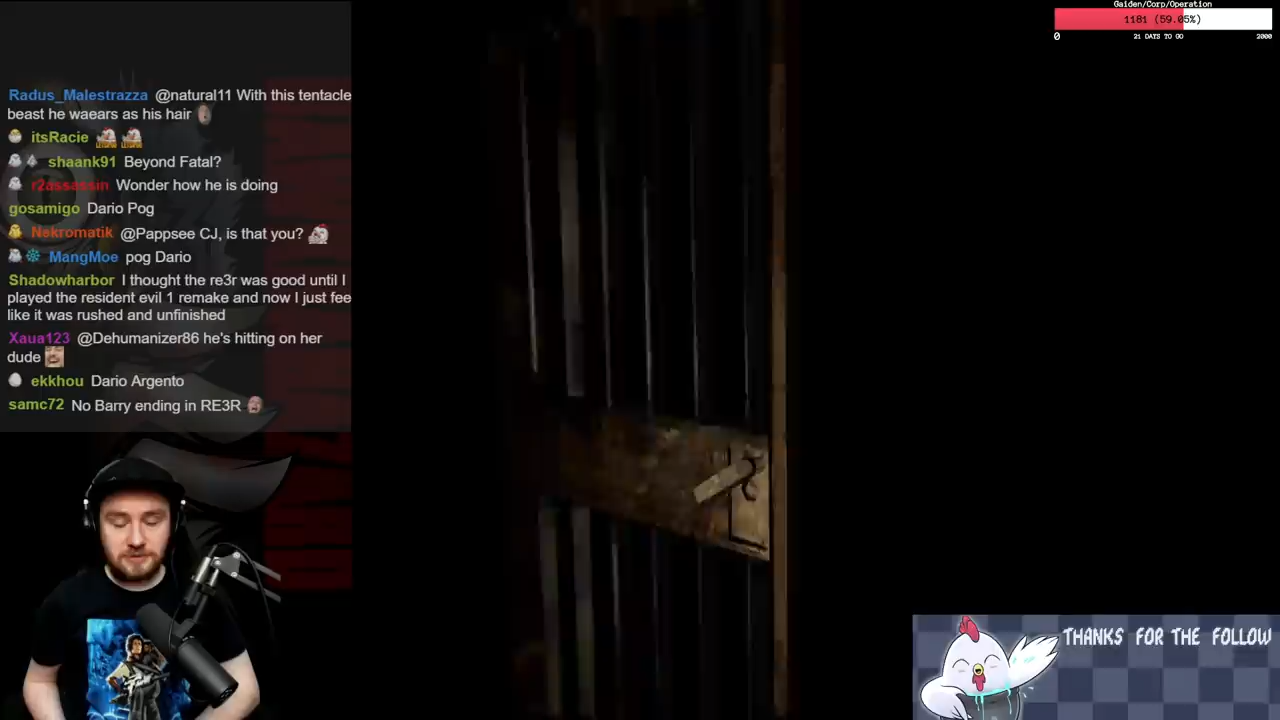 Gaiden/Corp/Operation
1181 (59.05%)
0 21 DAYS TO GO 2000
Radus_Malestrazza @natural11 With this tentacle
beast he waears as his hair
itsRacie
shaank91 Beyond Fatal?
r2assassin Wonder how he is doing
gosamigo Dario Pog
Nekromatik @Pappsee CJ, is that you?
MangMoe pog Dario
Shadowharbor I thought the re3r was good until I
played the resident evil 1 remake and now I just fee
like it was rushed and unfinished
Xaua123 @Dehumanizer86 he's hitting on her
dude
ekkhou Dario Argento
samc72 No Barry ending in RE3R
THANKS FOR THE FOLLOW